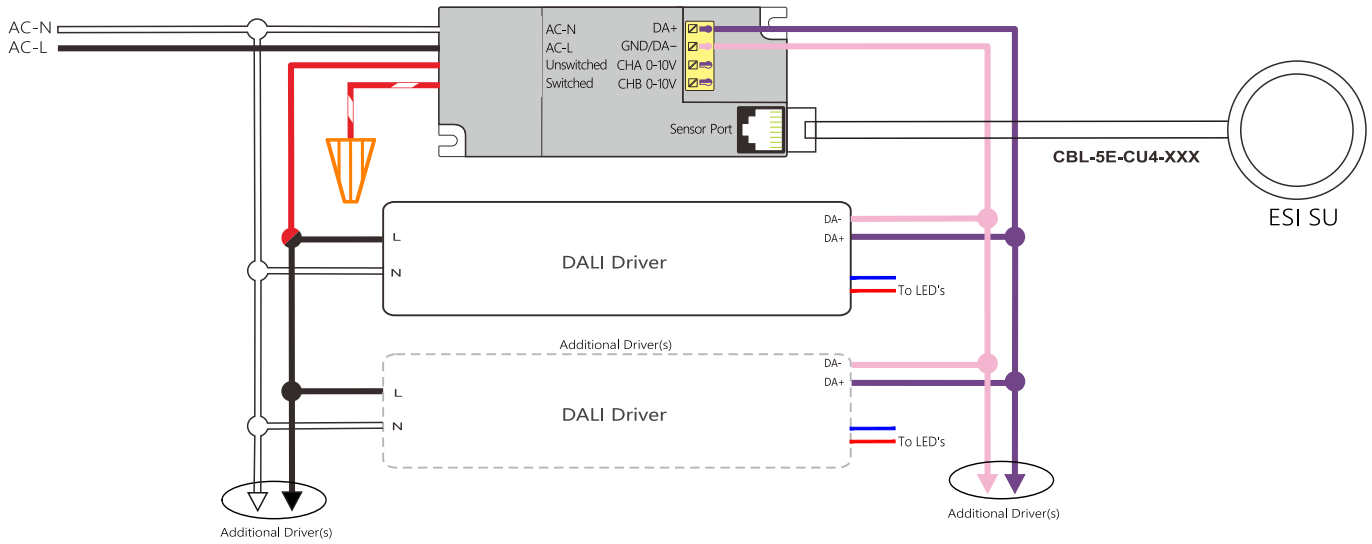 AC-N
AC-L
AC-N
AC-L
Unswitched
Switched
DA+
GND/DA−
CHA 0-10V
CHB 0-10V
Sensor Port
CBL-5E-CU4-XXX
ESI SU
L
N
DALI Driver
DA-
DA+
To LED's
Additional Driver(s)
L
N
DALI Driver
DA-
DA+
To LED's
Additional Driver(s)
Additional Driver(s)